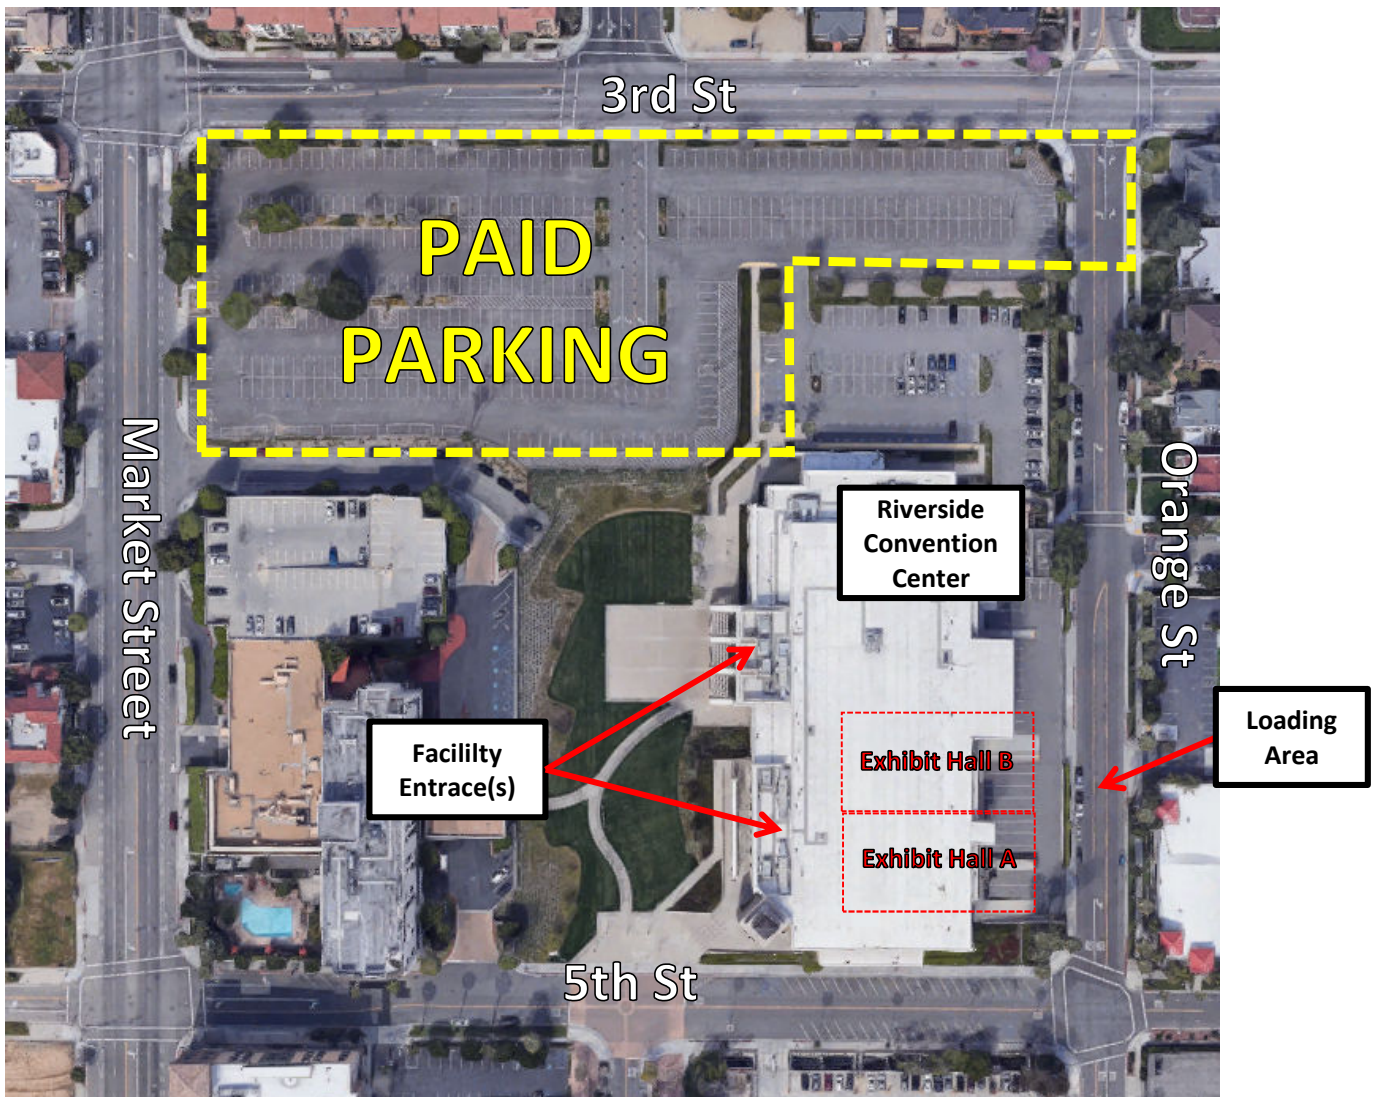 3rd St
PAID
PARKING
Market Street
Orange St
Riverside
Convention
Center
Facililty
Entrace(s)
Exhibit Hall B
Exhibit Hall A
Loading
Area
5th St